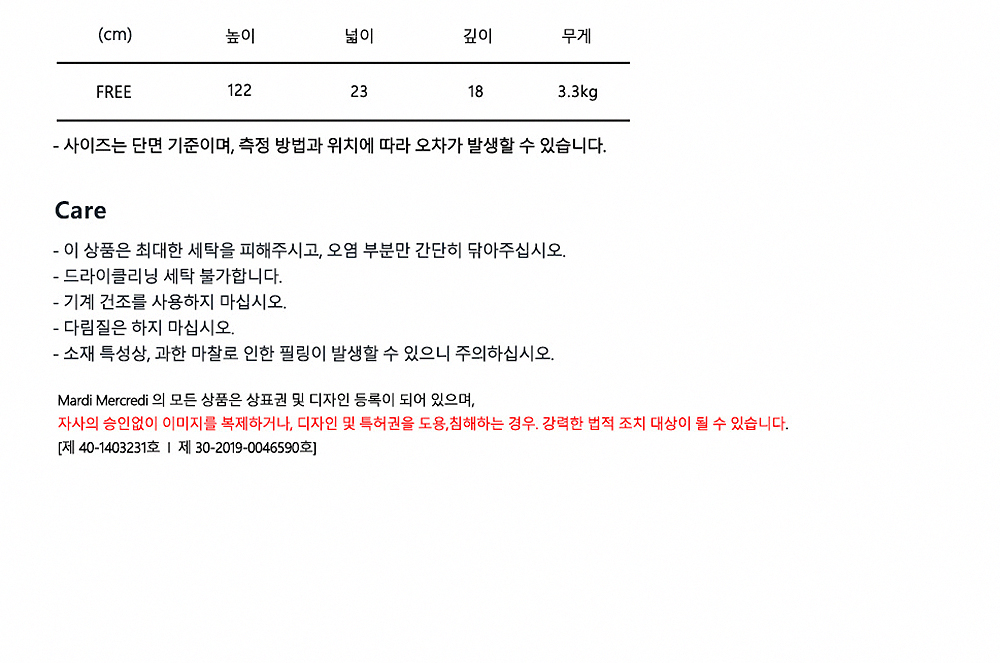 (cm) 높이 넓이 깊이 무게
FREE 122 23 18 3.3kg
- 사이즈는 단면 기준이며, 측정 방법과 위치에 따라 오차가 발생할 수 있습니다.
Care
- 이 상품은 최대한 세탁을 피해주시고, 오염 부분만 간단히 닦아주십시오.
- 드라이클리닝 세탁 불가합니다.
- 기계 건조를 사용하지 마십시오.
- 다림질은 하지 마십시오.
- 소재 특성상, 과한 마찰로 인한 필링이 발생할 수 있으니 주의하십시오.
Mardi Mercredi 의 모든 상품은 상표권 및 디자인 등록이 되어 있으며,
자사의 승인없이 이미지를 복제하거나, 디자인 및 특허권을 도용,침해하는 경우. 강력한 법적 조치 대상이 될 수 있습니다.
[제 40-1403231호 I 제 30-2019-0046590호]